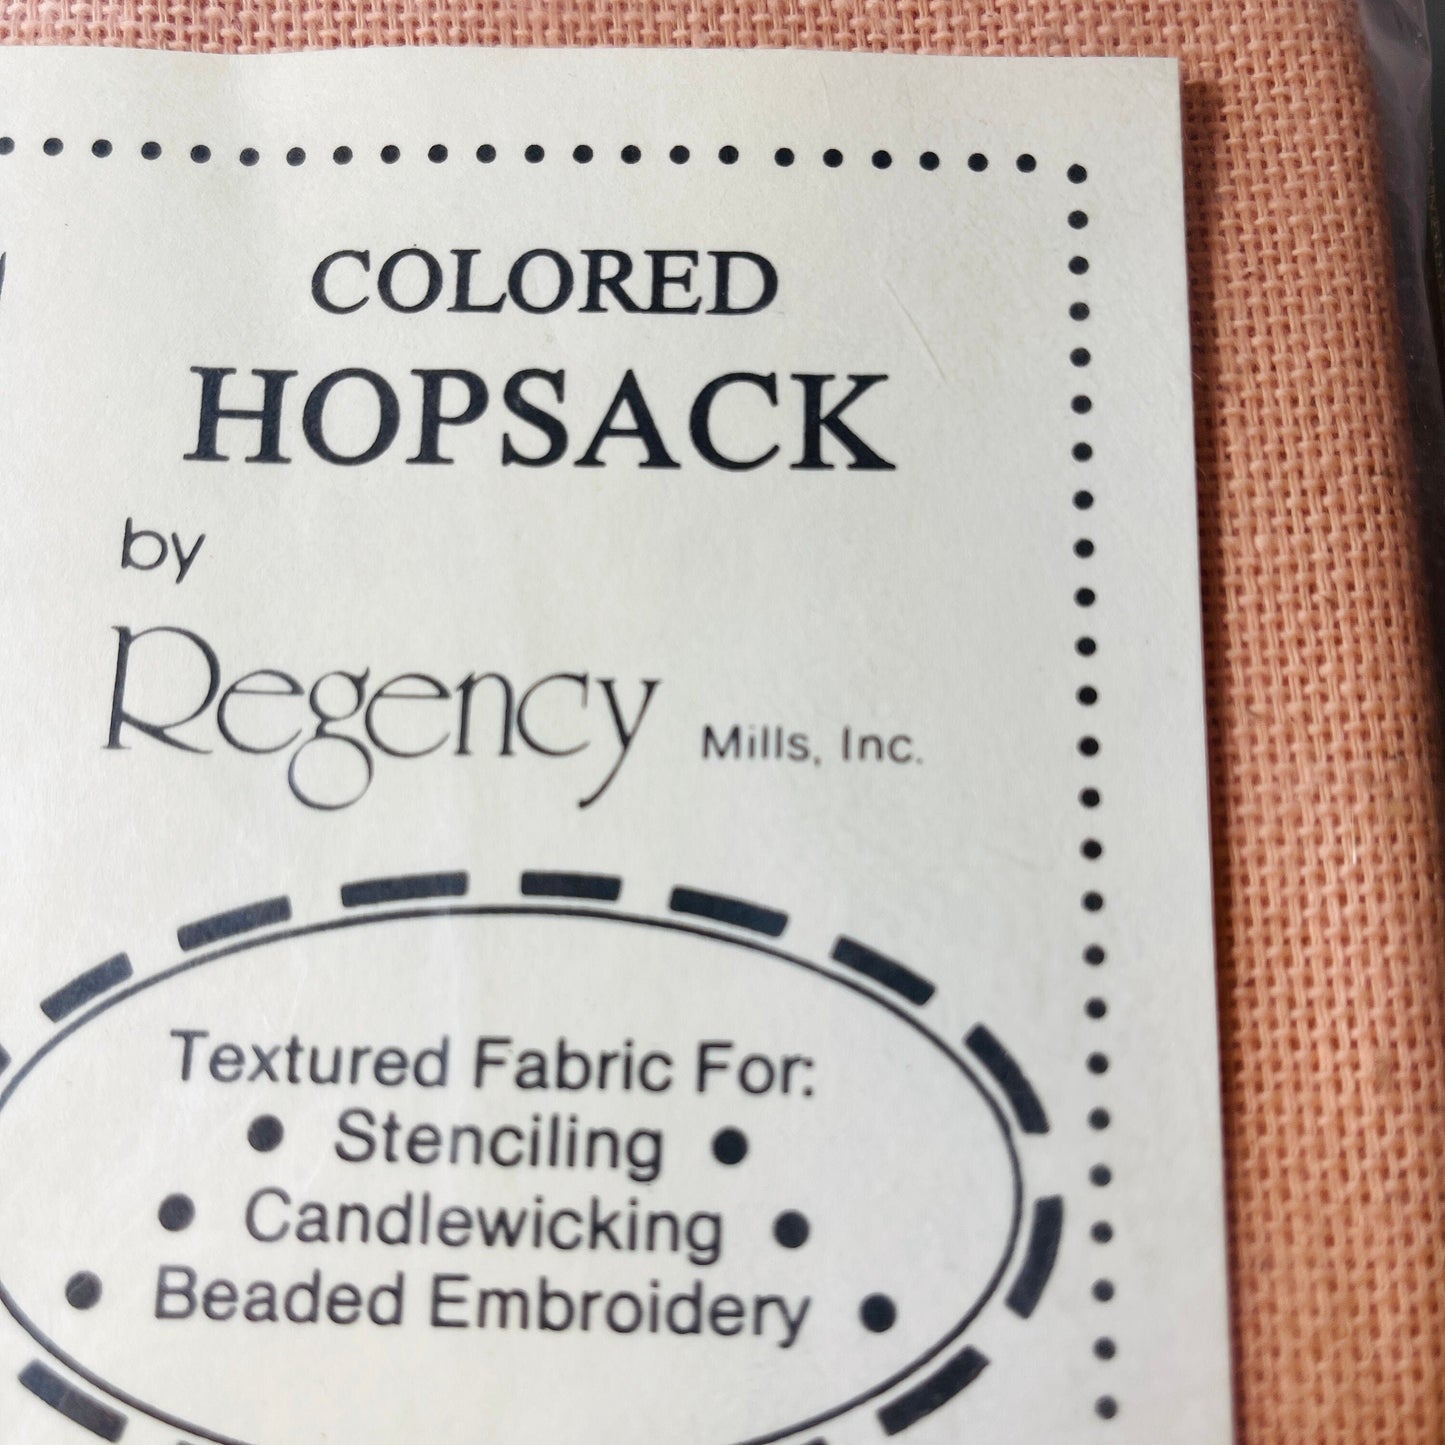 COLORED
HOPSACK
by
Regency Mills, Inc.
Textured Fabric For:
• Stenciling •
• Candlewicking •
• Beaded Embroidery •